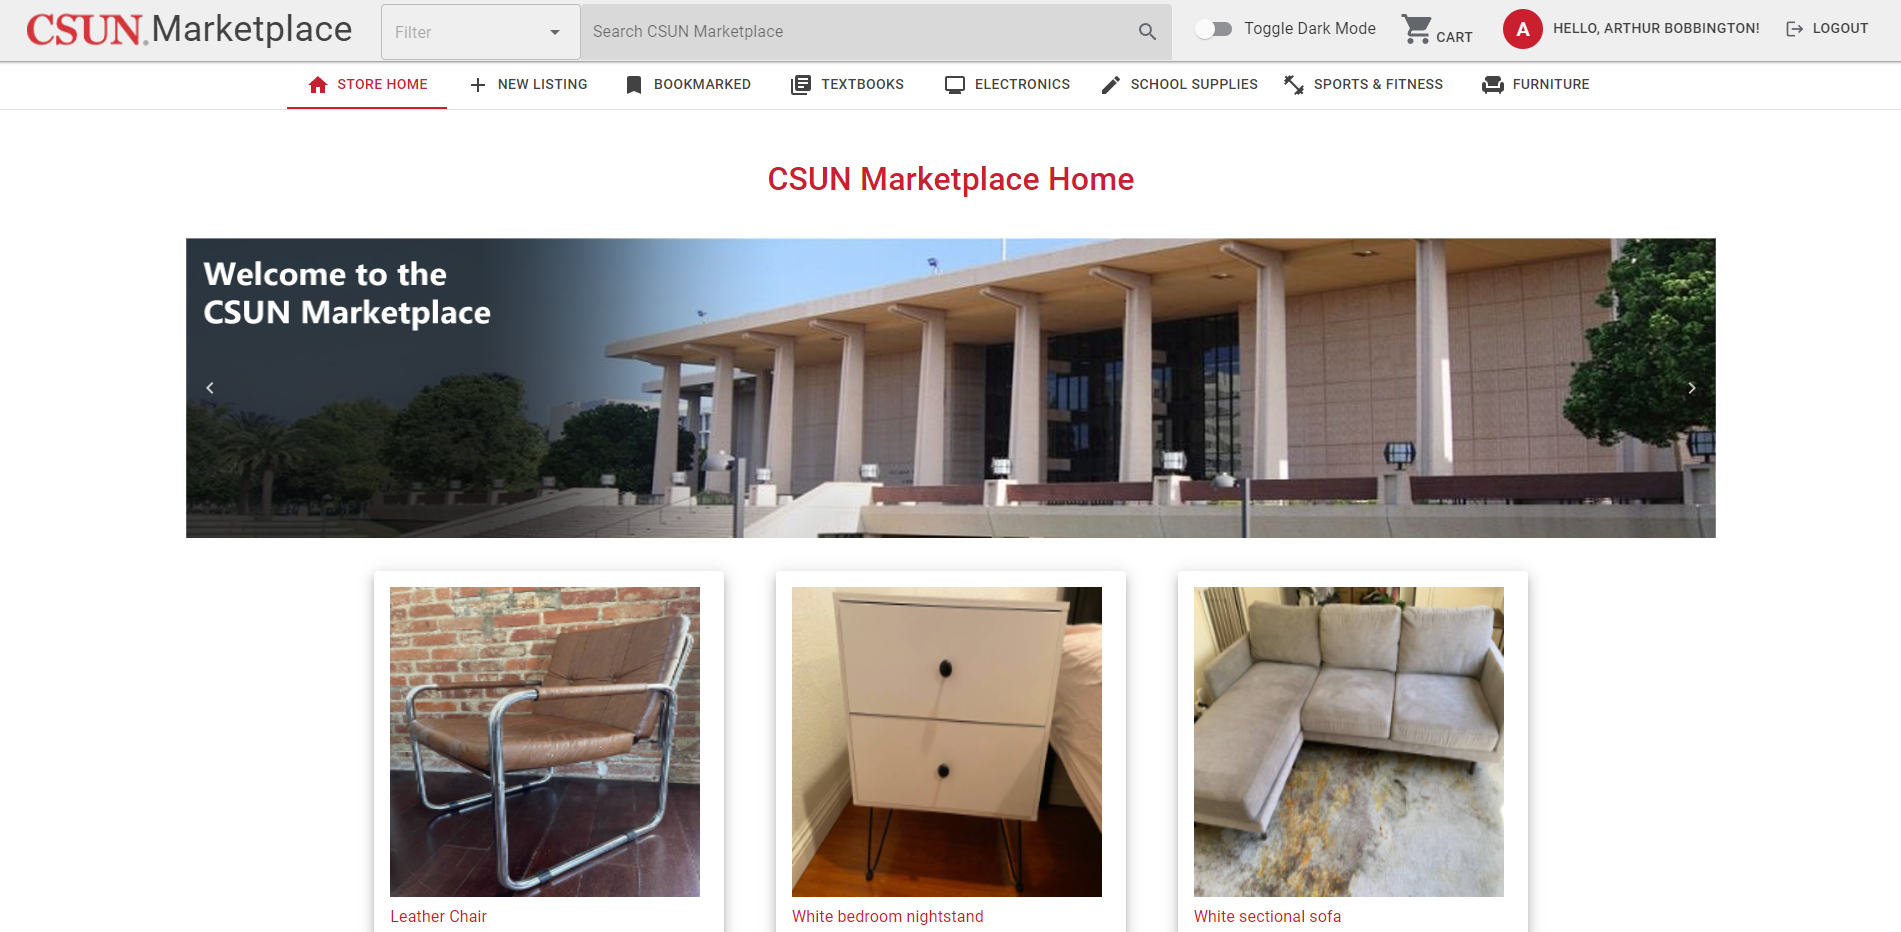 CSUN.Marketplace
Filter
Search CSUN Marketplace
Toggle Dark Mode
CART
A
HELLO, ARTHUR BOBBINGTON!
LOGOUT
STORE HOME
NEW LISTING
BOOKMARKED
TEXTBOOKS
ELECTRONICS
SCHOOL SUPPLIES
SPORTS & FITNESS
FURNITURE
CSUN Marketplace Home
Welcome to the
CSUN Marketplace
Leather Chair
White bedroom nightstand
White sectional sofa